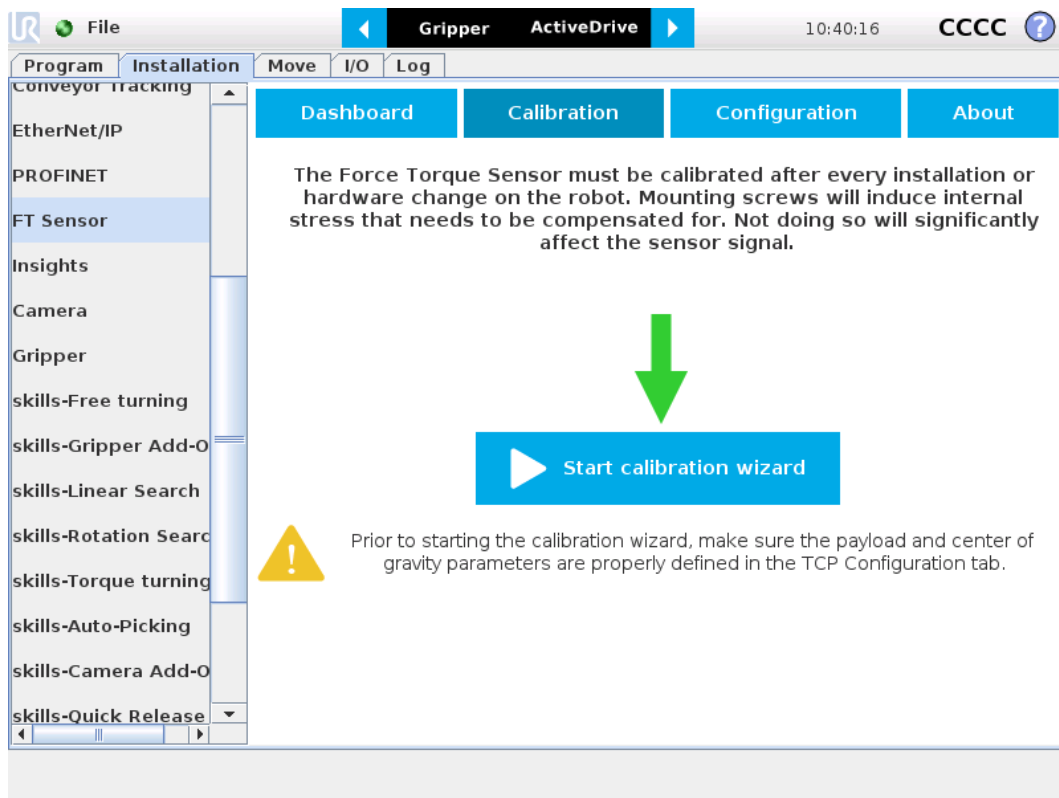 UR File Gripper ActiveDrive 10:40:16 CCCC ?
Program Installation Move I/O Log
Conveyor Tracking
EtherNet/IP
PROFINET
FT Sensor
Insights
Camera
Gripper
skills-Free turning
skills-Gripper Add-O
skills-Linear Search
skills-Rotation Searc
skills-Torque turning
skills-Auto-Picking
skills-Camera Add-O
skills-Quick Release
Dashboard Calibration Configuration About
The Force Torque Sensor must be calibrated after every installation or
hardware change on the robot. Mounting screws will induce internal
stress that needs to be compensated for. Not doing so will significantly
affect the sensor signal.
Start calibration wizard
Prior to starting the calibration wizard, make sure the payload and center of
gravity parameters are properly defined in the TCP Configuration tab.